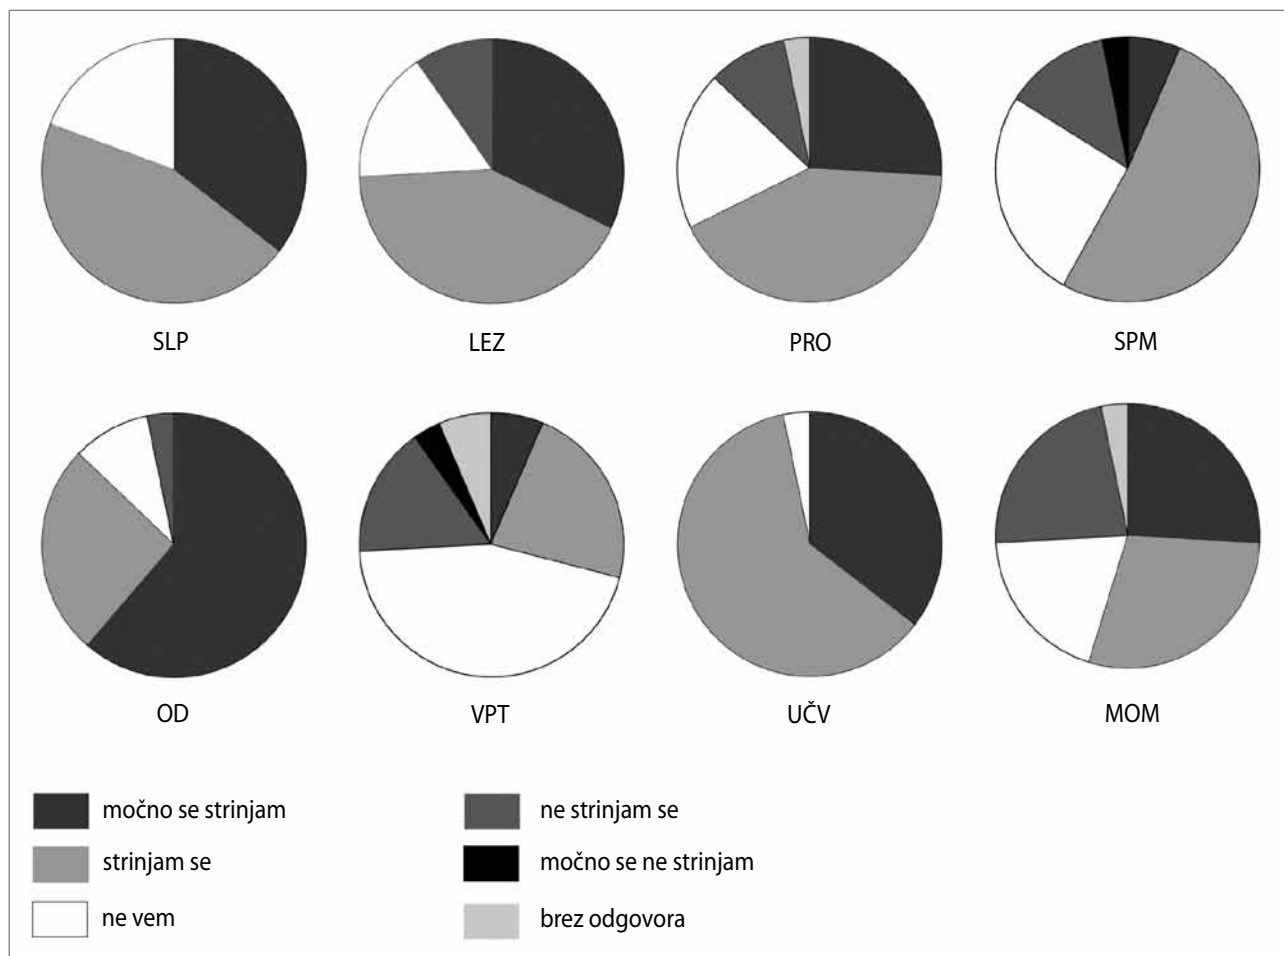 SLP
LEZ
PRO
SPM
OD
VPT
UČV
MOM
močno se strinjam
ne strinjam se
strinjam se
močno se ne strinjam
ne vem
brez odgovora